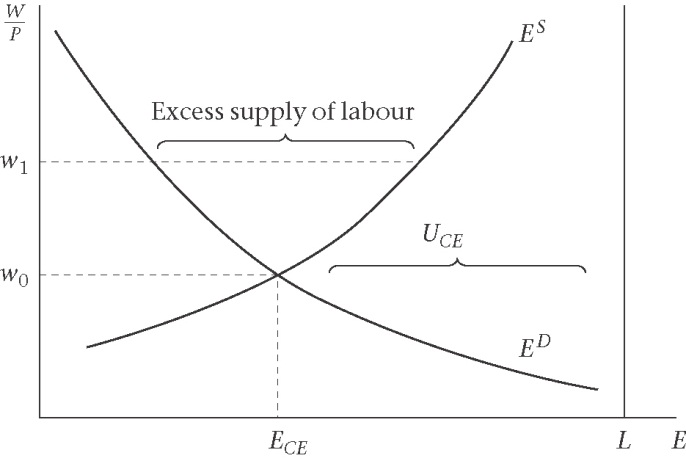 W/P
E^S
Excess supply of labour
w₁
U_CE
w₀
E^D
E_CE
L
E